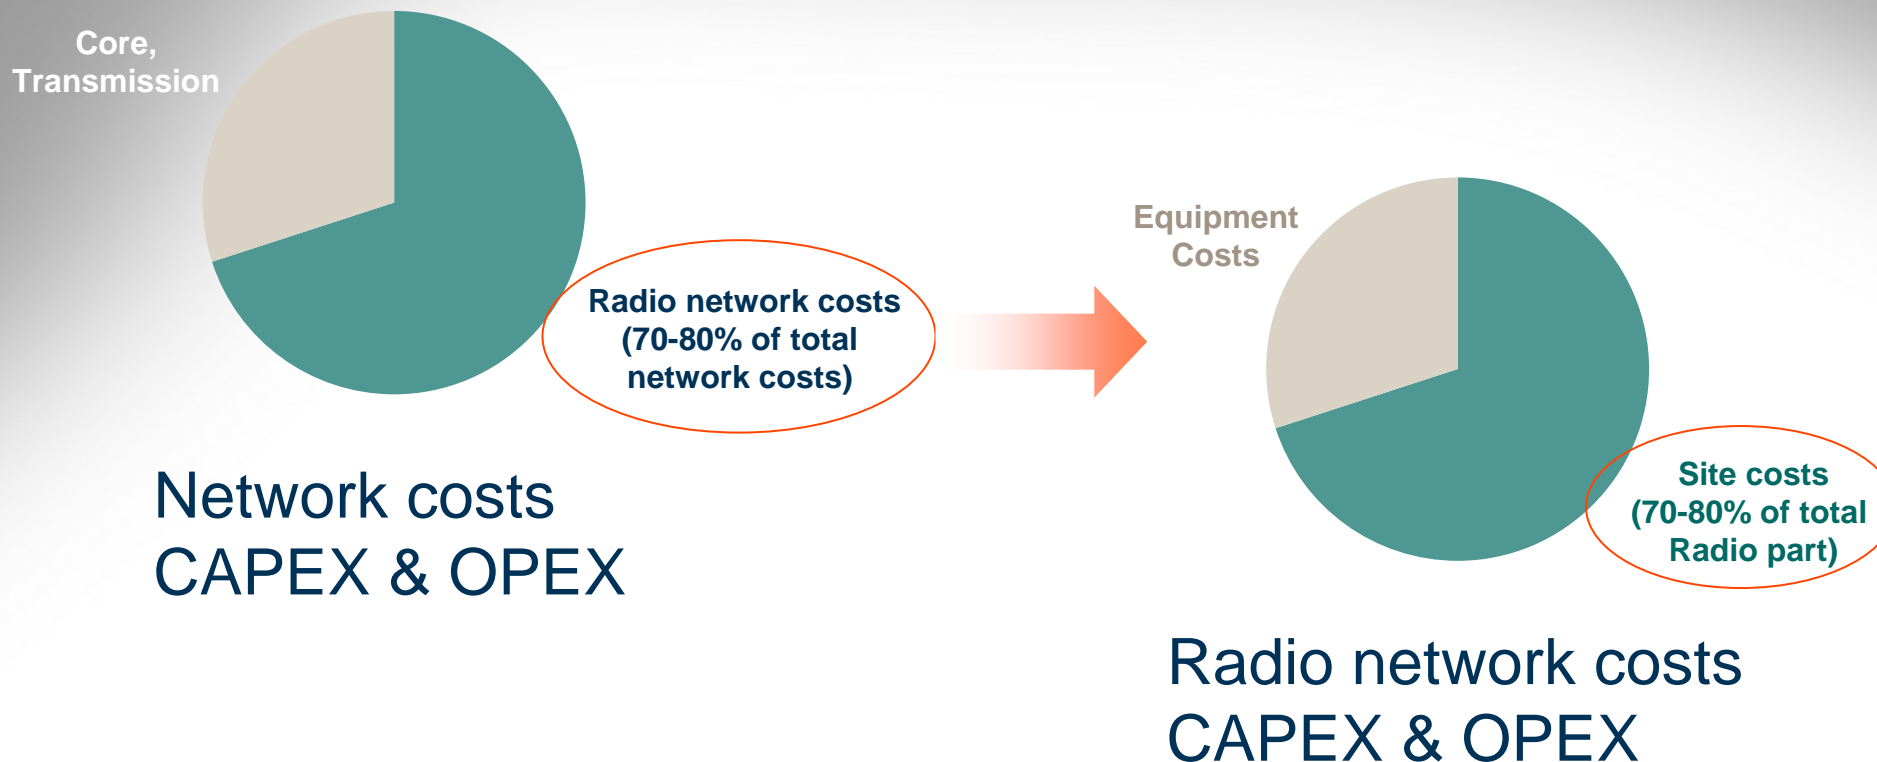 Core,
Transmission
Radio network costs
(70-80% of total
network costs)
Network costs
CAPEX & OPEX
Equipment
Costs
Site costs
(70-80% of total
Radio part)
Radio network costs
CAPEX & OPEX